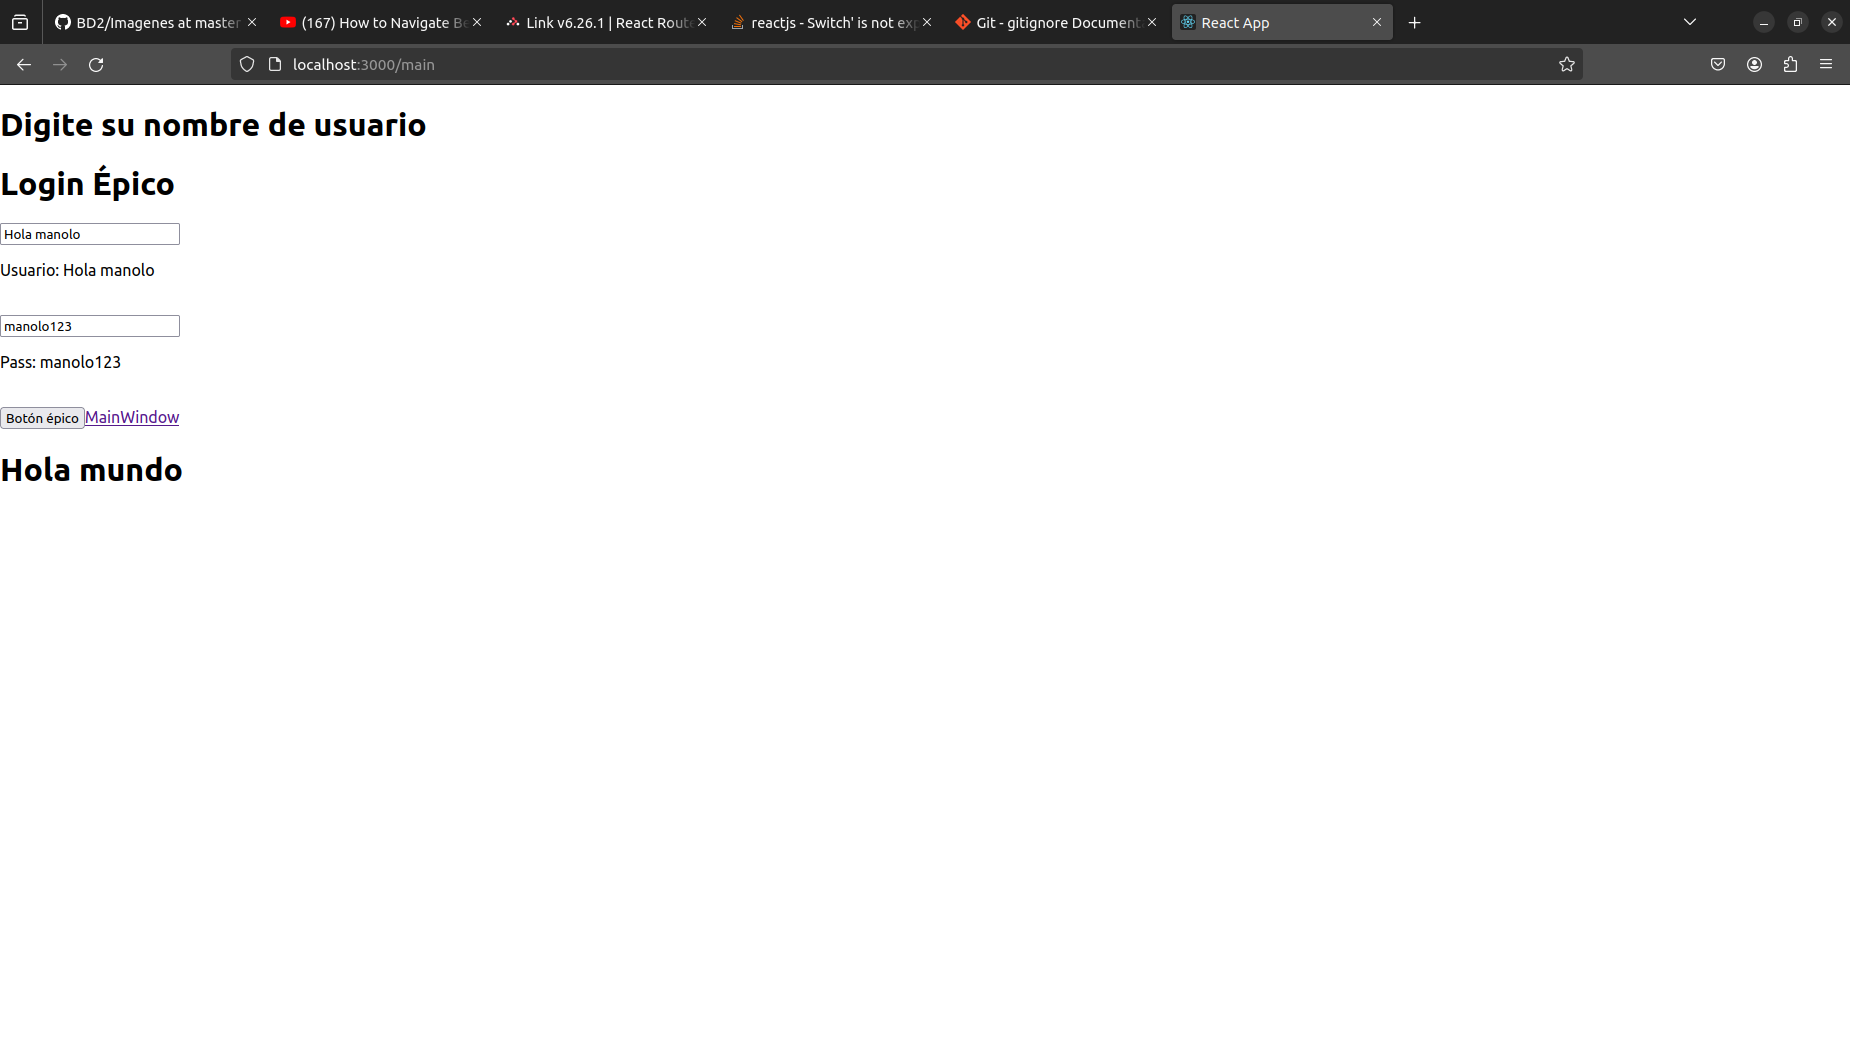 BD2/Imagenes at master
(167) How to Navigate Be
Link v6.26.1 | React Route
reactjs - Switch' is not exp
Git - gitignore Documenta
React App
localhost:3000/main
Digite su nombre de usuario
Login Épico
Hola manolo
Usuario: Hola manolo
manolo123
Pass: manolo123
Botón épico MainWindow
Hola mundo